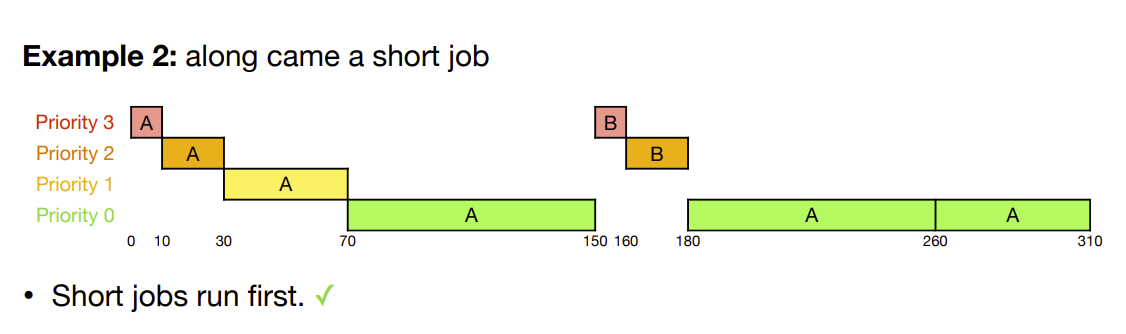 Example 2: along came a short job
Priority 3 A B
Priority 2 A B
Priority 1 A
Priority 0 A A A
0 10 30 70 150 160 180 260 310
• Short jobs run first. ✓